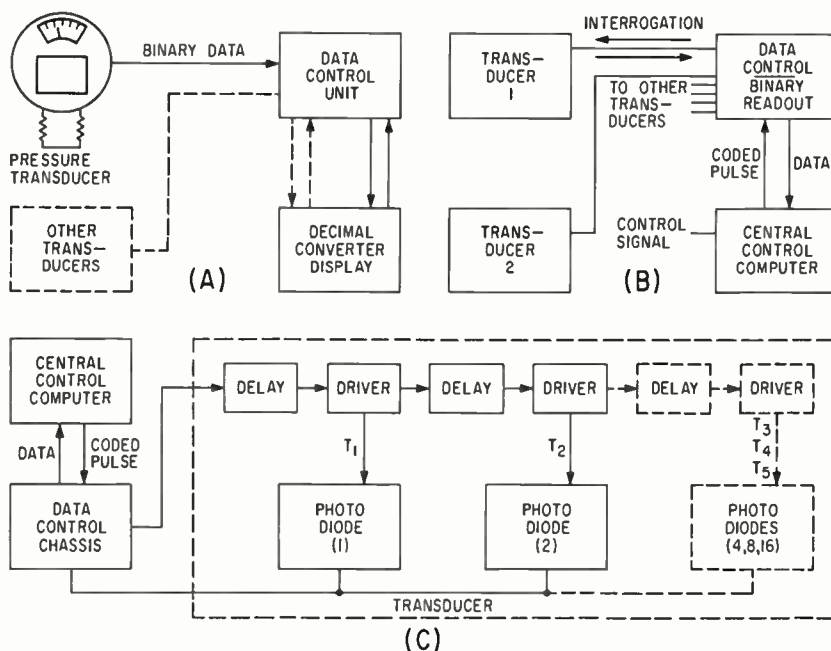 BINARY DATA
DATA
CONTROL
UNIT
PRESSURE
TRANSDUCER
OTHER
TRANS-
DUCERS
DECIMAL
CONVERTER
DISPLAY
(A)
INTERROGATION
TRANS-
DUCER
1
DATA
CONTROL
BINARY
READOUT
TO OTHER
TRANS-
DUCERS
CODED
PULSE
DATA
TRANS-
DUCER
2
CONTROL
SIGNAL
CENTRAL
CONTROL
COMPUTER
(B)
CENTRAL
CONTROL
COMPUTER
DATA
CODED
PULSE
DATA
CONTROL
CHASSIS
DELAY
DRIVER
DELAY
DRIVER
DELAY
DRIVER
T1
T2
T3
T4
T5
PHOTO
DIODE
(1)
PHOTO
DIODE
(2)
PHOTO
DIODES
(4,8,16)
TRANSDUCER
(C)